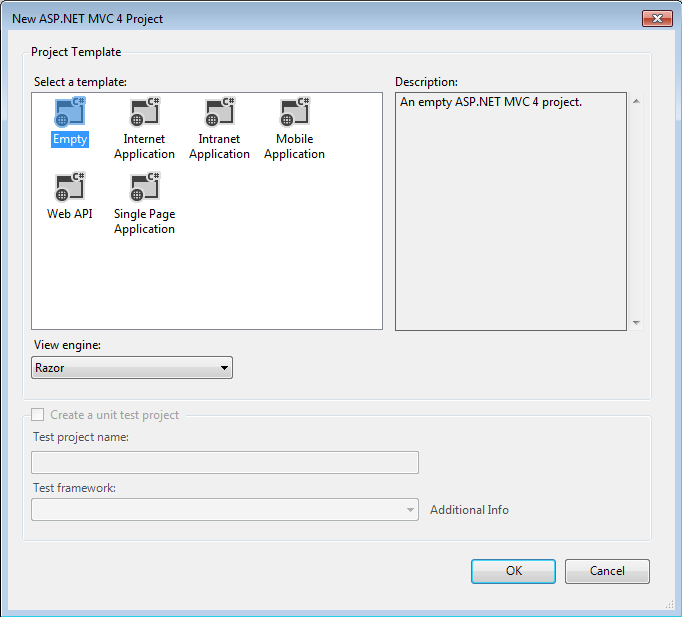 New ASP.NET MVC 4 Project
Project Template
Select a template:
Description:
C# C# C# C#
Empty Internet Application Intranet Application Mobile Application
An empty ASP.NET MVC 4 project.
C# C#
Web API Single Page Application
View engine:
Razor
Create a unit test project
Test project name:
Test framework:
Additional Info
OK Cancel